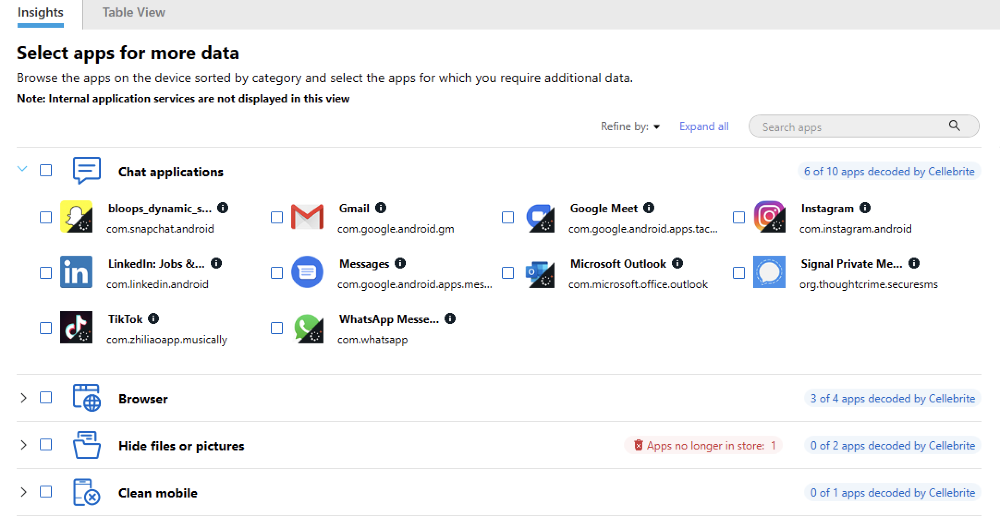 Insights
Table View
Select apps for more data
Browse the apps on the device sorted by category and select the apps for which you require additional data.
Note: Internal application services are not displayed in this view
Refine by:
Expand all
Search apps
Chat applications
6 of 10 apps decoded by Cellebrite
bloops_dynamic_s...
com.snapchat.android
Gmail
com.google.android.gm
Google Meet
com.google.android.apps.tac...
Instagram
com.instagram.android
LinkedIn: Jobs &...
com.linkedin.android
Messages
com.google.android.apps.mes...
Microsoft Outlook
com.microsoft.office.outlook
Signal Private Me...
org.thoughtcrime.securesms
TikTok
com.zhiliaoapp.musically
WhatsApp Messe...
com.whatsapp
Browser
3 of 4 apps decoded by Cellebrite
Hide files or pictures
Apps no longer in store: 1
0 of 2 apps decoded by Cellebrite
Clean mobile
0 of 1 apps decoded by Cellebrite